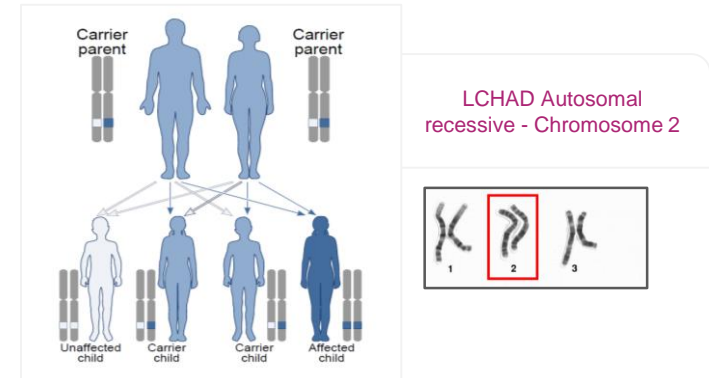 Carrier
parent
Carrier
parent
LCHAD Autosomal
recessive - Chromosome 2
1
2
3
Unaffected
child
Carrier
child
Carrier
child
Affected
child